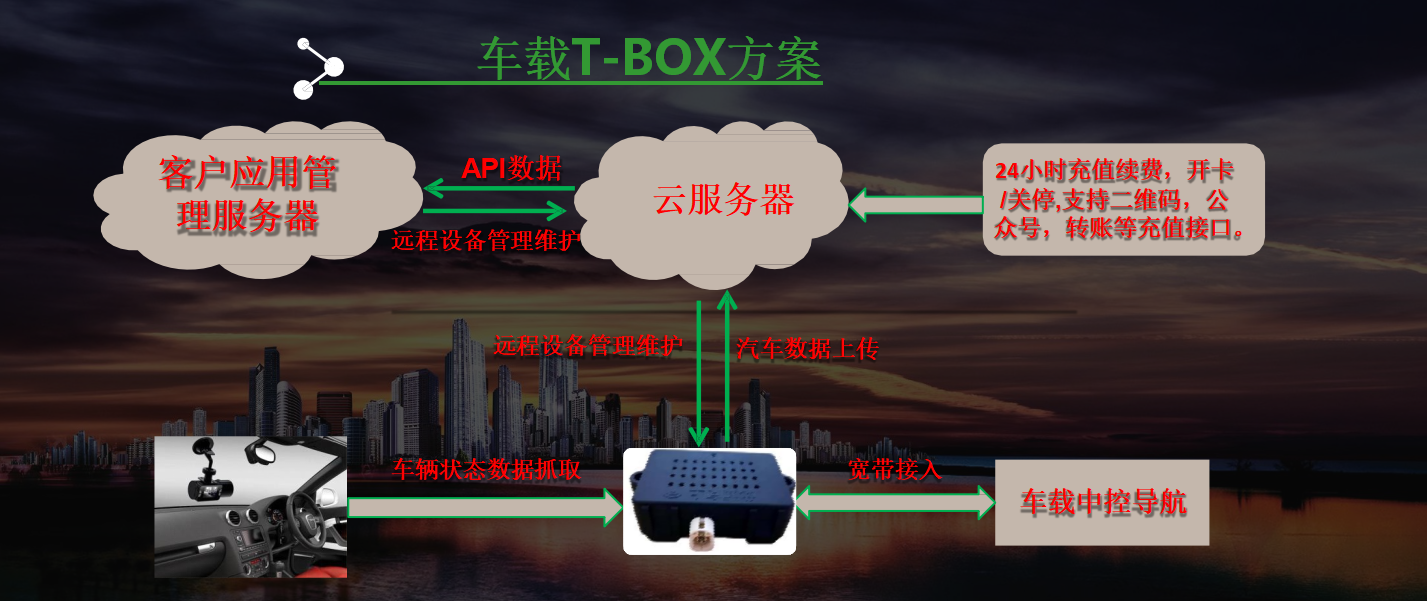 车载T-BOX方案
客户应用管
理服务器
API数据
远程设备管理维护
云服务器
24小时充值续费，开卡
/关停,支持二维码，公
众号，转账等充值接口。
远程设备管理维护
汽车数据上传
车辆状态数据抓取
宽带接入
车载中控导航